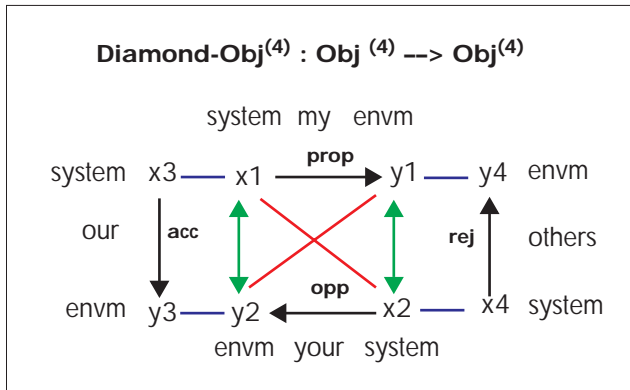 Diamond-Obj(4) : Obj (4) --> Obj(4)
system my envm
prop
system x3 x1 y1 y4 envm
our acc rej others
opp
envm y3 y2 x2 x4 system
envm your system